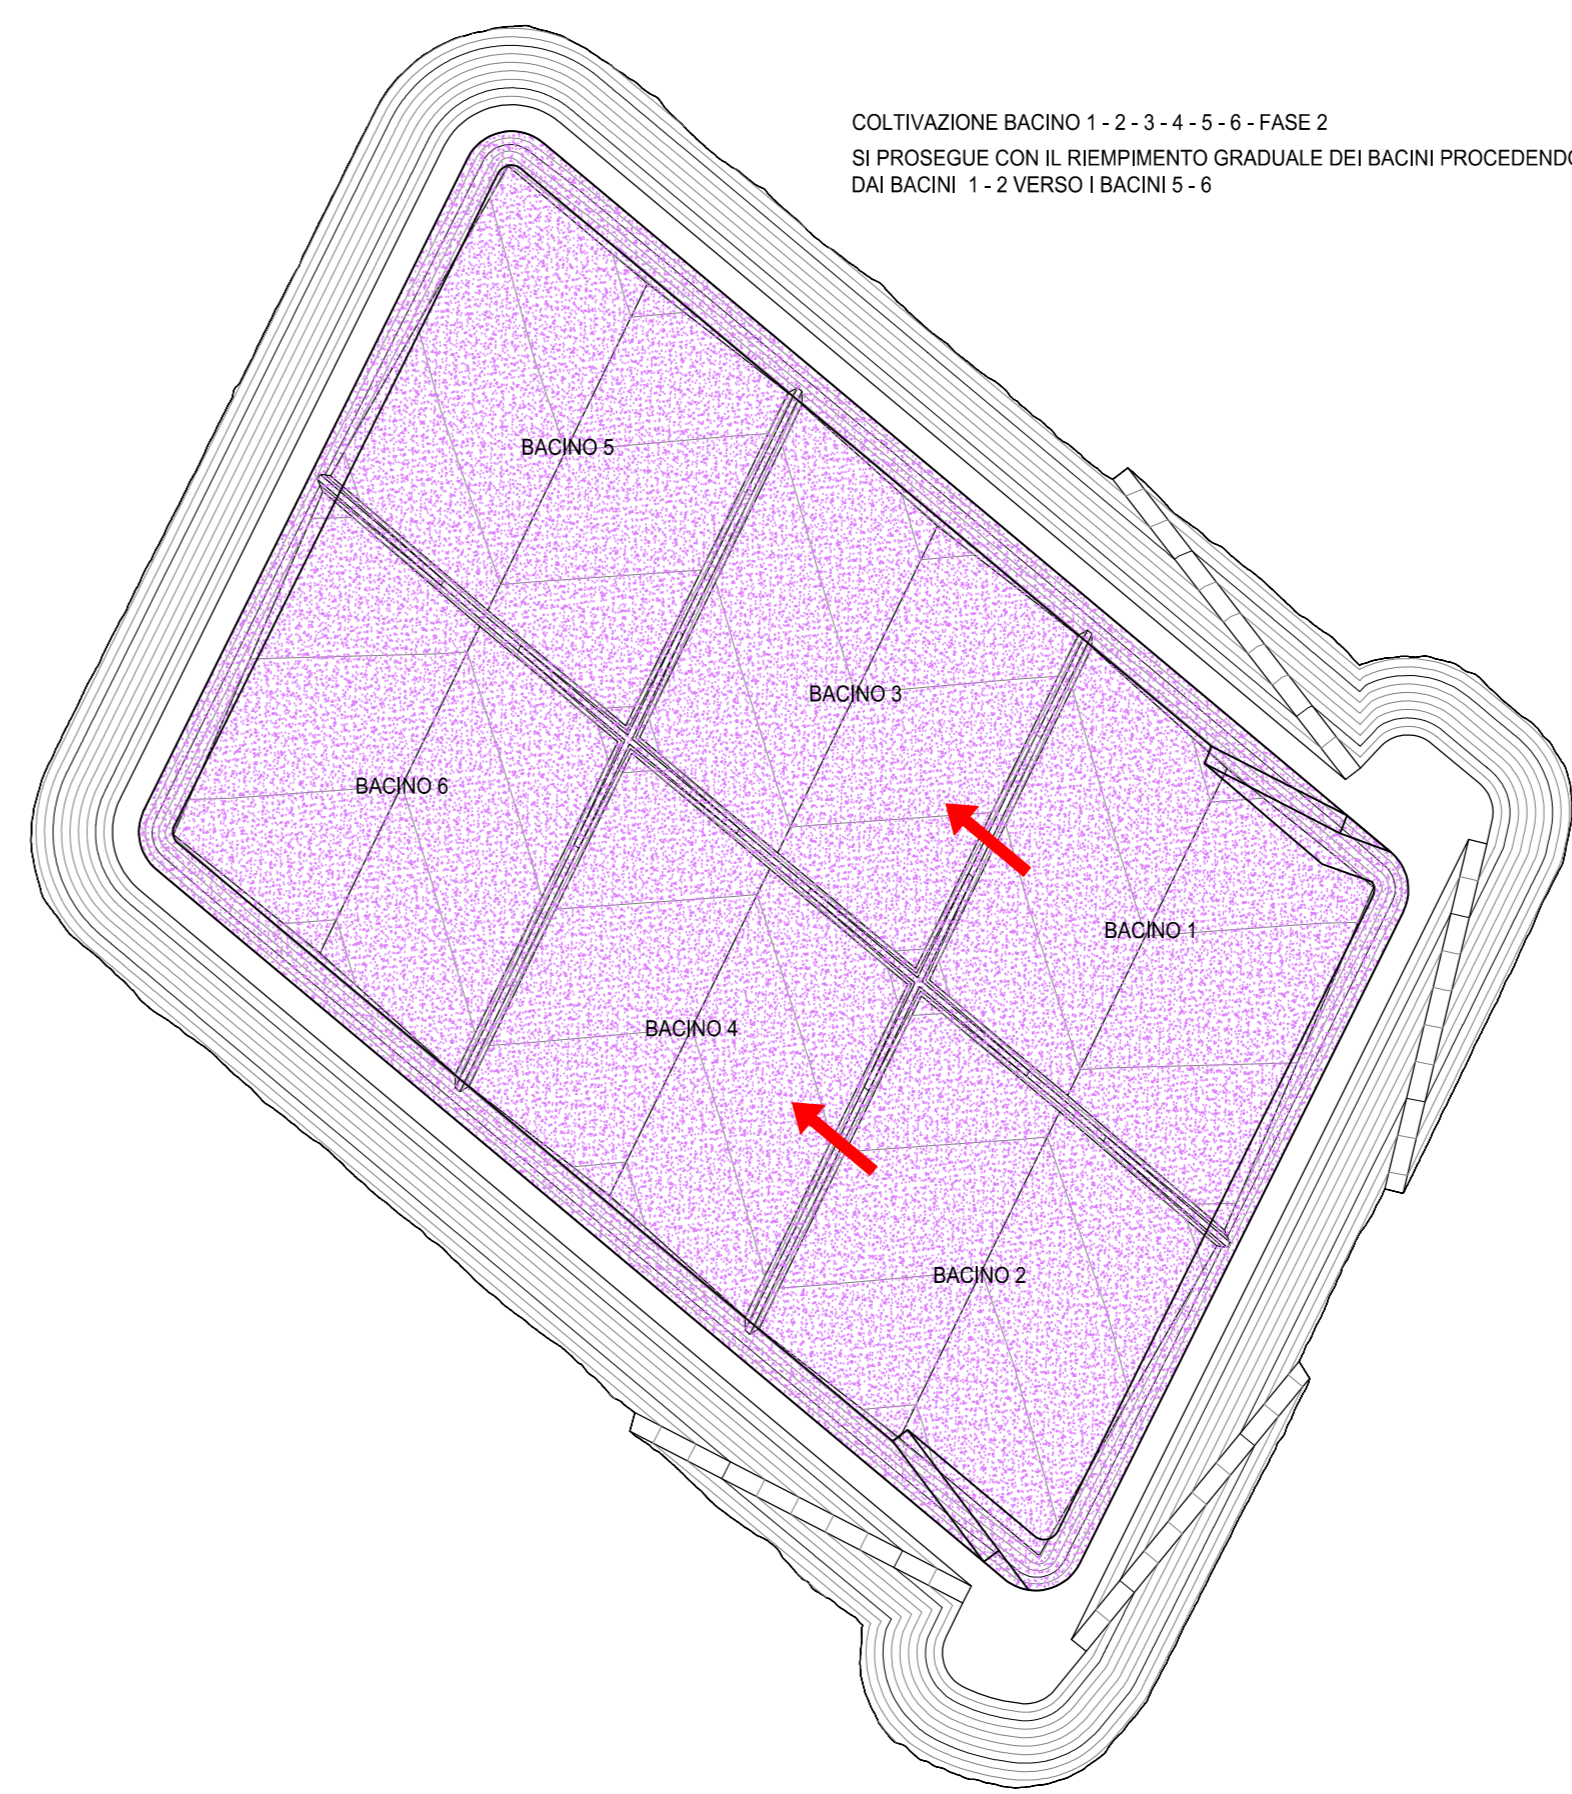 COLTIVAZIONE BACINO 1 - 2 - 3 - 4 - 5 - 6 - FASE 2
SI PROSEGUE CON IL RIEMPIMENTO GRADUALE DEI BACINI PROCEDENDO
DAI BACINI 1 - 2 VERSO I BACINI 5 - 6
BACINO 5
BACINO 3
BACINO 6
BACINO 1
BACINO 4
BACINO 2